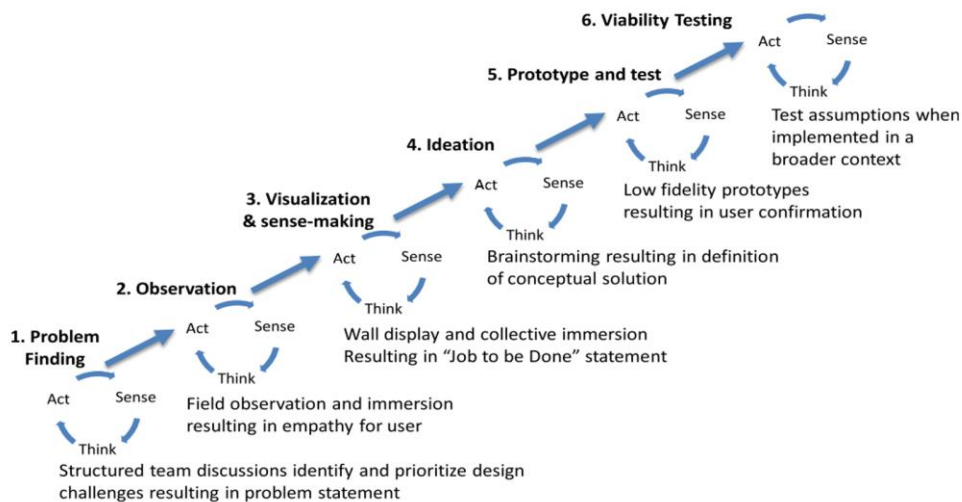 1. Problem
Finding
Act
Sense
Think
Structured team discussions identify and prioritize design
challenges resulting in problem statement
2. Observation
Act
Sense
Think
Field observation and immersion
resulting in empathy for user
3. Visualization
& sense-making
Act
Sense
Think
Wall display and collective immersion
Resulting in “Job to be Done” statement
4. Ideation
Act
Sense
Think
Brainstorming resulting in definition
of conceptual solution
5. Prototype and test
Act
Sense
Think
Low fidelity prototypes
resulting in user confirmation
6. Viability Testing
Act
Sense
Think
Test assumptions when
implemented in a
broader context